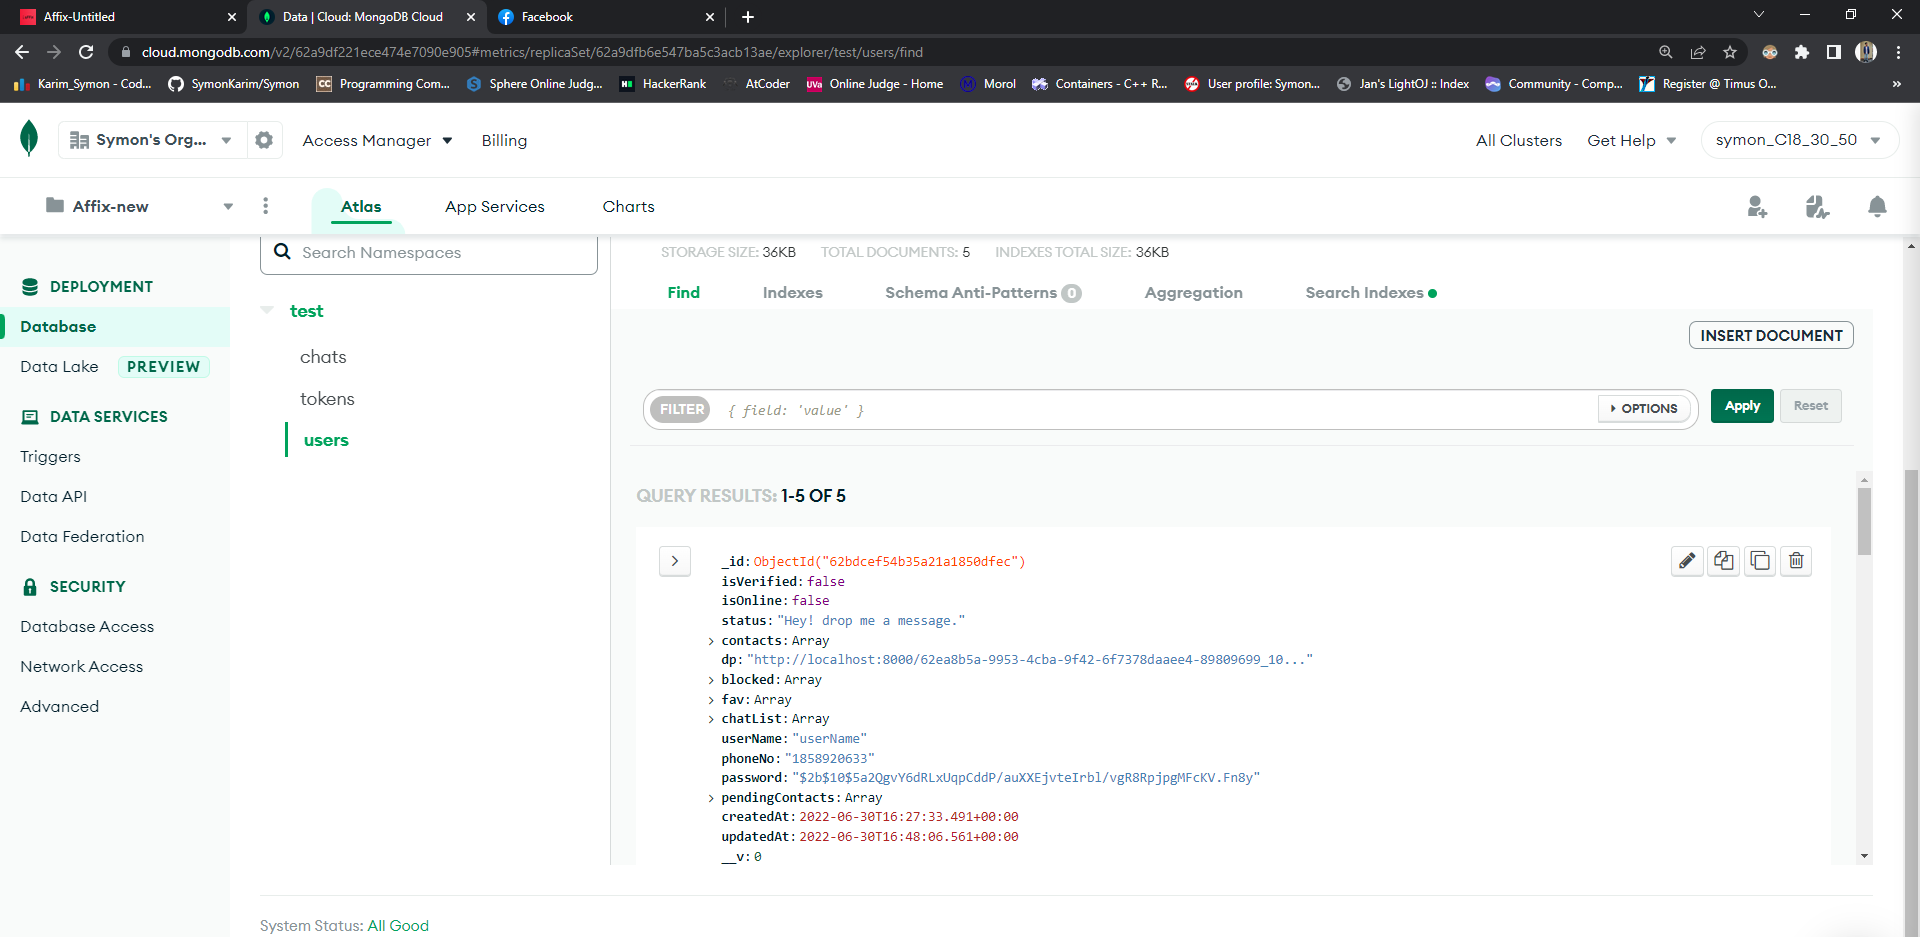 Affix-Untitled
Data | Cloud: MongoDB Cloud
Facebook
cloud.mongodb.com/v2/62a9df221ece474e7090e905#metrics/replicaSet/62a9dfb6e547ba5c3acb13ae/explorer/test/users/find
Karim_Symon - Cod...
SymonKarim/Symon
CC Programming Com...
Sphere Online Judg...
HackerRank
AtCoder
UVa Online Judge - Home
Morol
Containers - C++ R...
User profile: Symon...
Jan's LightOJ :: Index
Community - Comp...
Register @ Timus O...
»
Symon's Org...
Access Manager
Billing
All Clusters
Get Help
symon_C18_30_50
Affix-new
Atlas
App Services
Charts
DEPLOYMENT
Database
Data Lake PREVIEW
DATA SERVICES
Triggers
Data API
Data Federation
SECURITY
Database Access
Network Access
Advanced
Search Namespaces
test
chats
tokens
users
STORAGE SIZE: 36KB TOTAL DOCUMENTS: 5 INDEXES TOTAL SIZE: 36KB
Find Indexes Schema Anti-Patterns 0 Aggregation Search Indexes
INSERT DOCUMENT
FILTER { field: 'value' } OPTIONS Apply Reset
QUERY RESULTS: 1-5 OF 5
_id: ObjectId("62bdcef54b35a21a1850dfec")
isVerified: false
isOnline: false
status: "Hey! drop me a message."
contacts: Array
dp: "http://localhost:8000/62ea8b5a-9953-4cba-9f42-6f7378daaee4-89809699_10..."
blocked: Array
fav: Array
chatList: Array
userName: "userName"
phoneNo: "1858920633"
password: "$2b$10$5a2QgvY6dRLxUqpCddP/auXXEjvteIrbl/vgR8RpjpgMFcKV.Fn8y"
pendingContacts: Array
createdAt: 2022-06-30T16:27:33.491+00:00
updatedAt: 2022-06-30T16:48:06.561+00:00
__v: 0
System Status: All Good